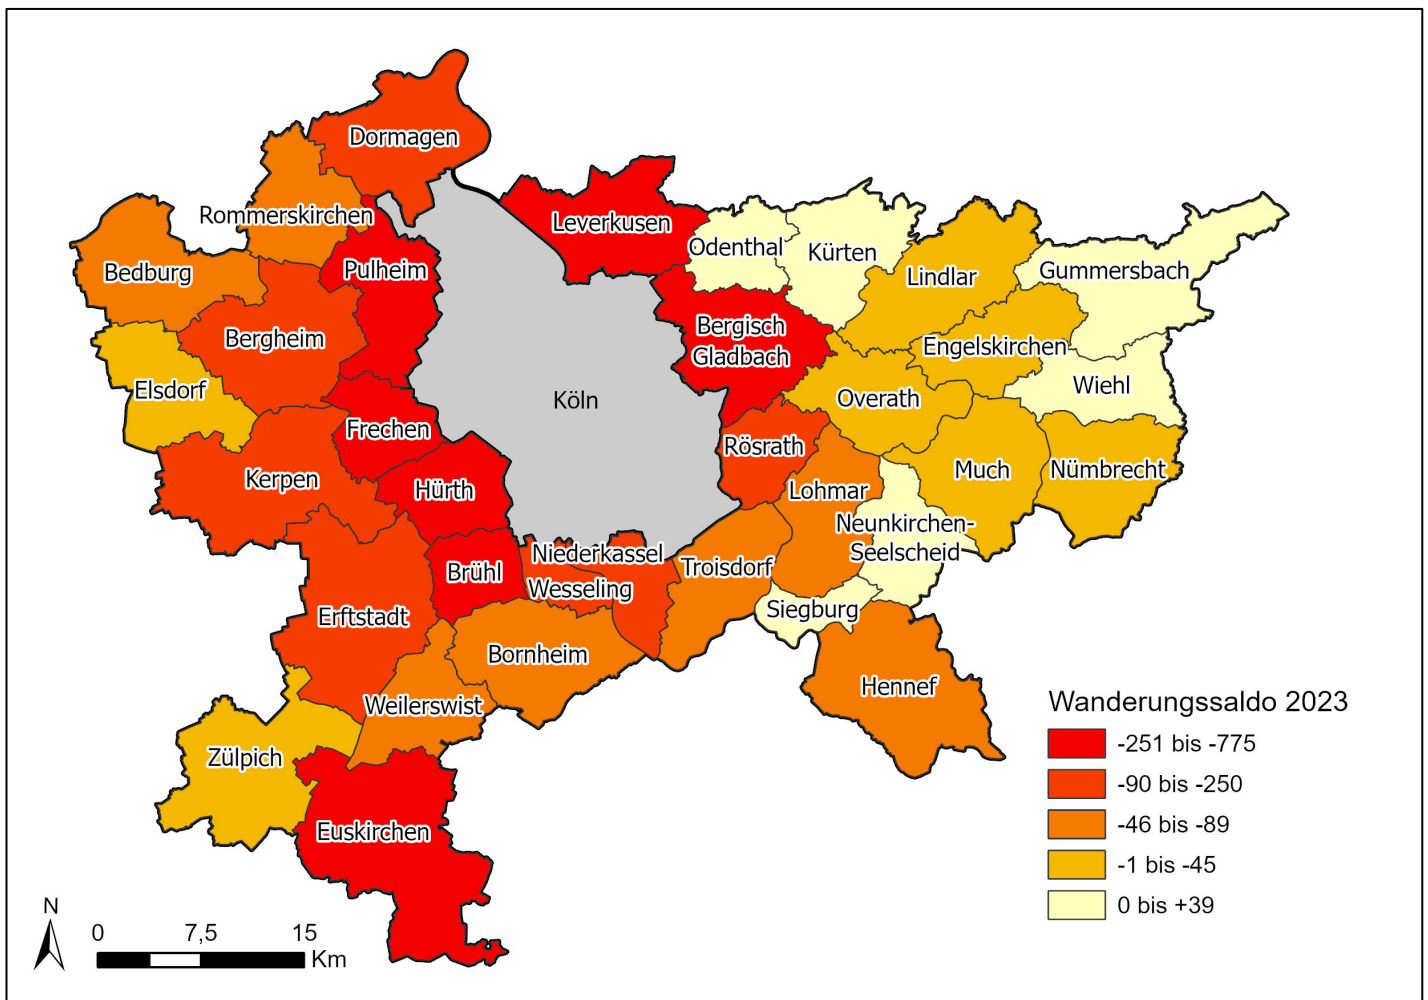 Dormagen
Rommerskirchen
Leverkusen
Odenthal
Kürten
Bedburg
Pulheim
Lindlar
Gummersbach
Bergheim
Bergisch
Gladbach
Engelskirchen
Elsdorf
Köln
Overath
Wiehl
Frechen
Rösrath
Kerpen
Hürth
Lohmar
Much
Nümbrecht
Neunkirchen-
Seelscheid
Niederkassel
Brühl
Wesseling
Troisdorf
Siegburg
Erftstadt
Bornheim
Hennef
Weilerswist
Zülpich
Euskirchen
Wanderungssaldo 2023
-251 bis -775
-90 bis -250
-46 bis -89
-1 bis -45
0 bis +39
N
0 7,5 15
Km